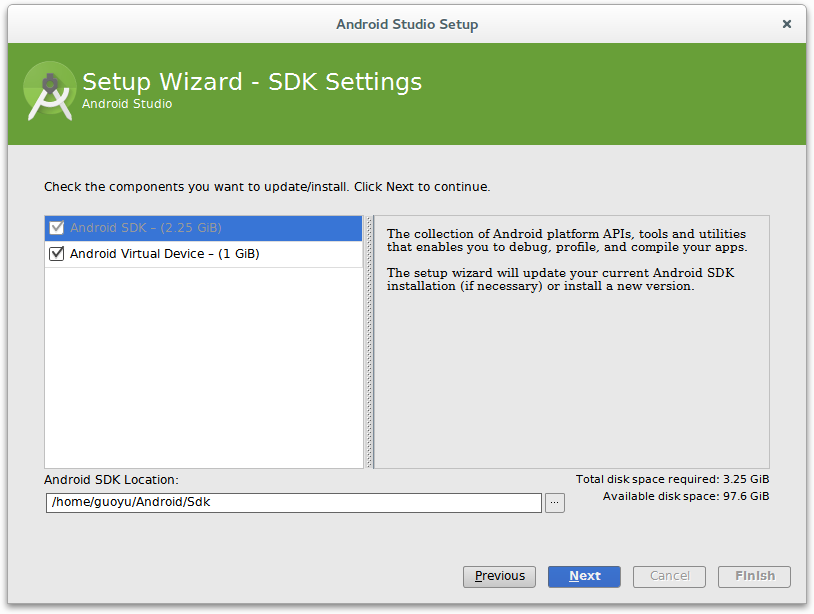 Android Studio Setup
Setup Wizard - SDK Settings
Android Studio
Check the components you want to update/install. Click Next to continue.
Android SDK – (2.25 GiB)
Android Virtual Device – (1 GiB)
The collection of Android platform APIs, tools and utilities
that enables you to debug, profile, and compile your apps.
The setup wizard will update your current Android SDK
installation (if necessary) or install a new version.
Android SDK Location:
/home/guoyu/Android/Sdk
...
Total disk space required: 3.25 GiB
Available disk space: 97.6 GiB
Previous
Next
Cancel
Finish